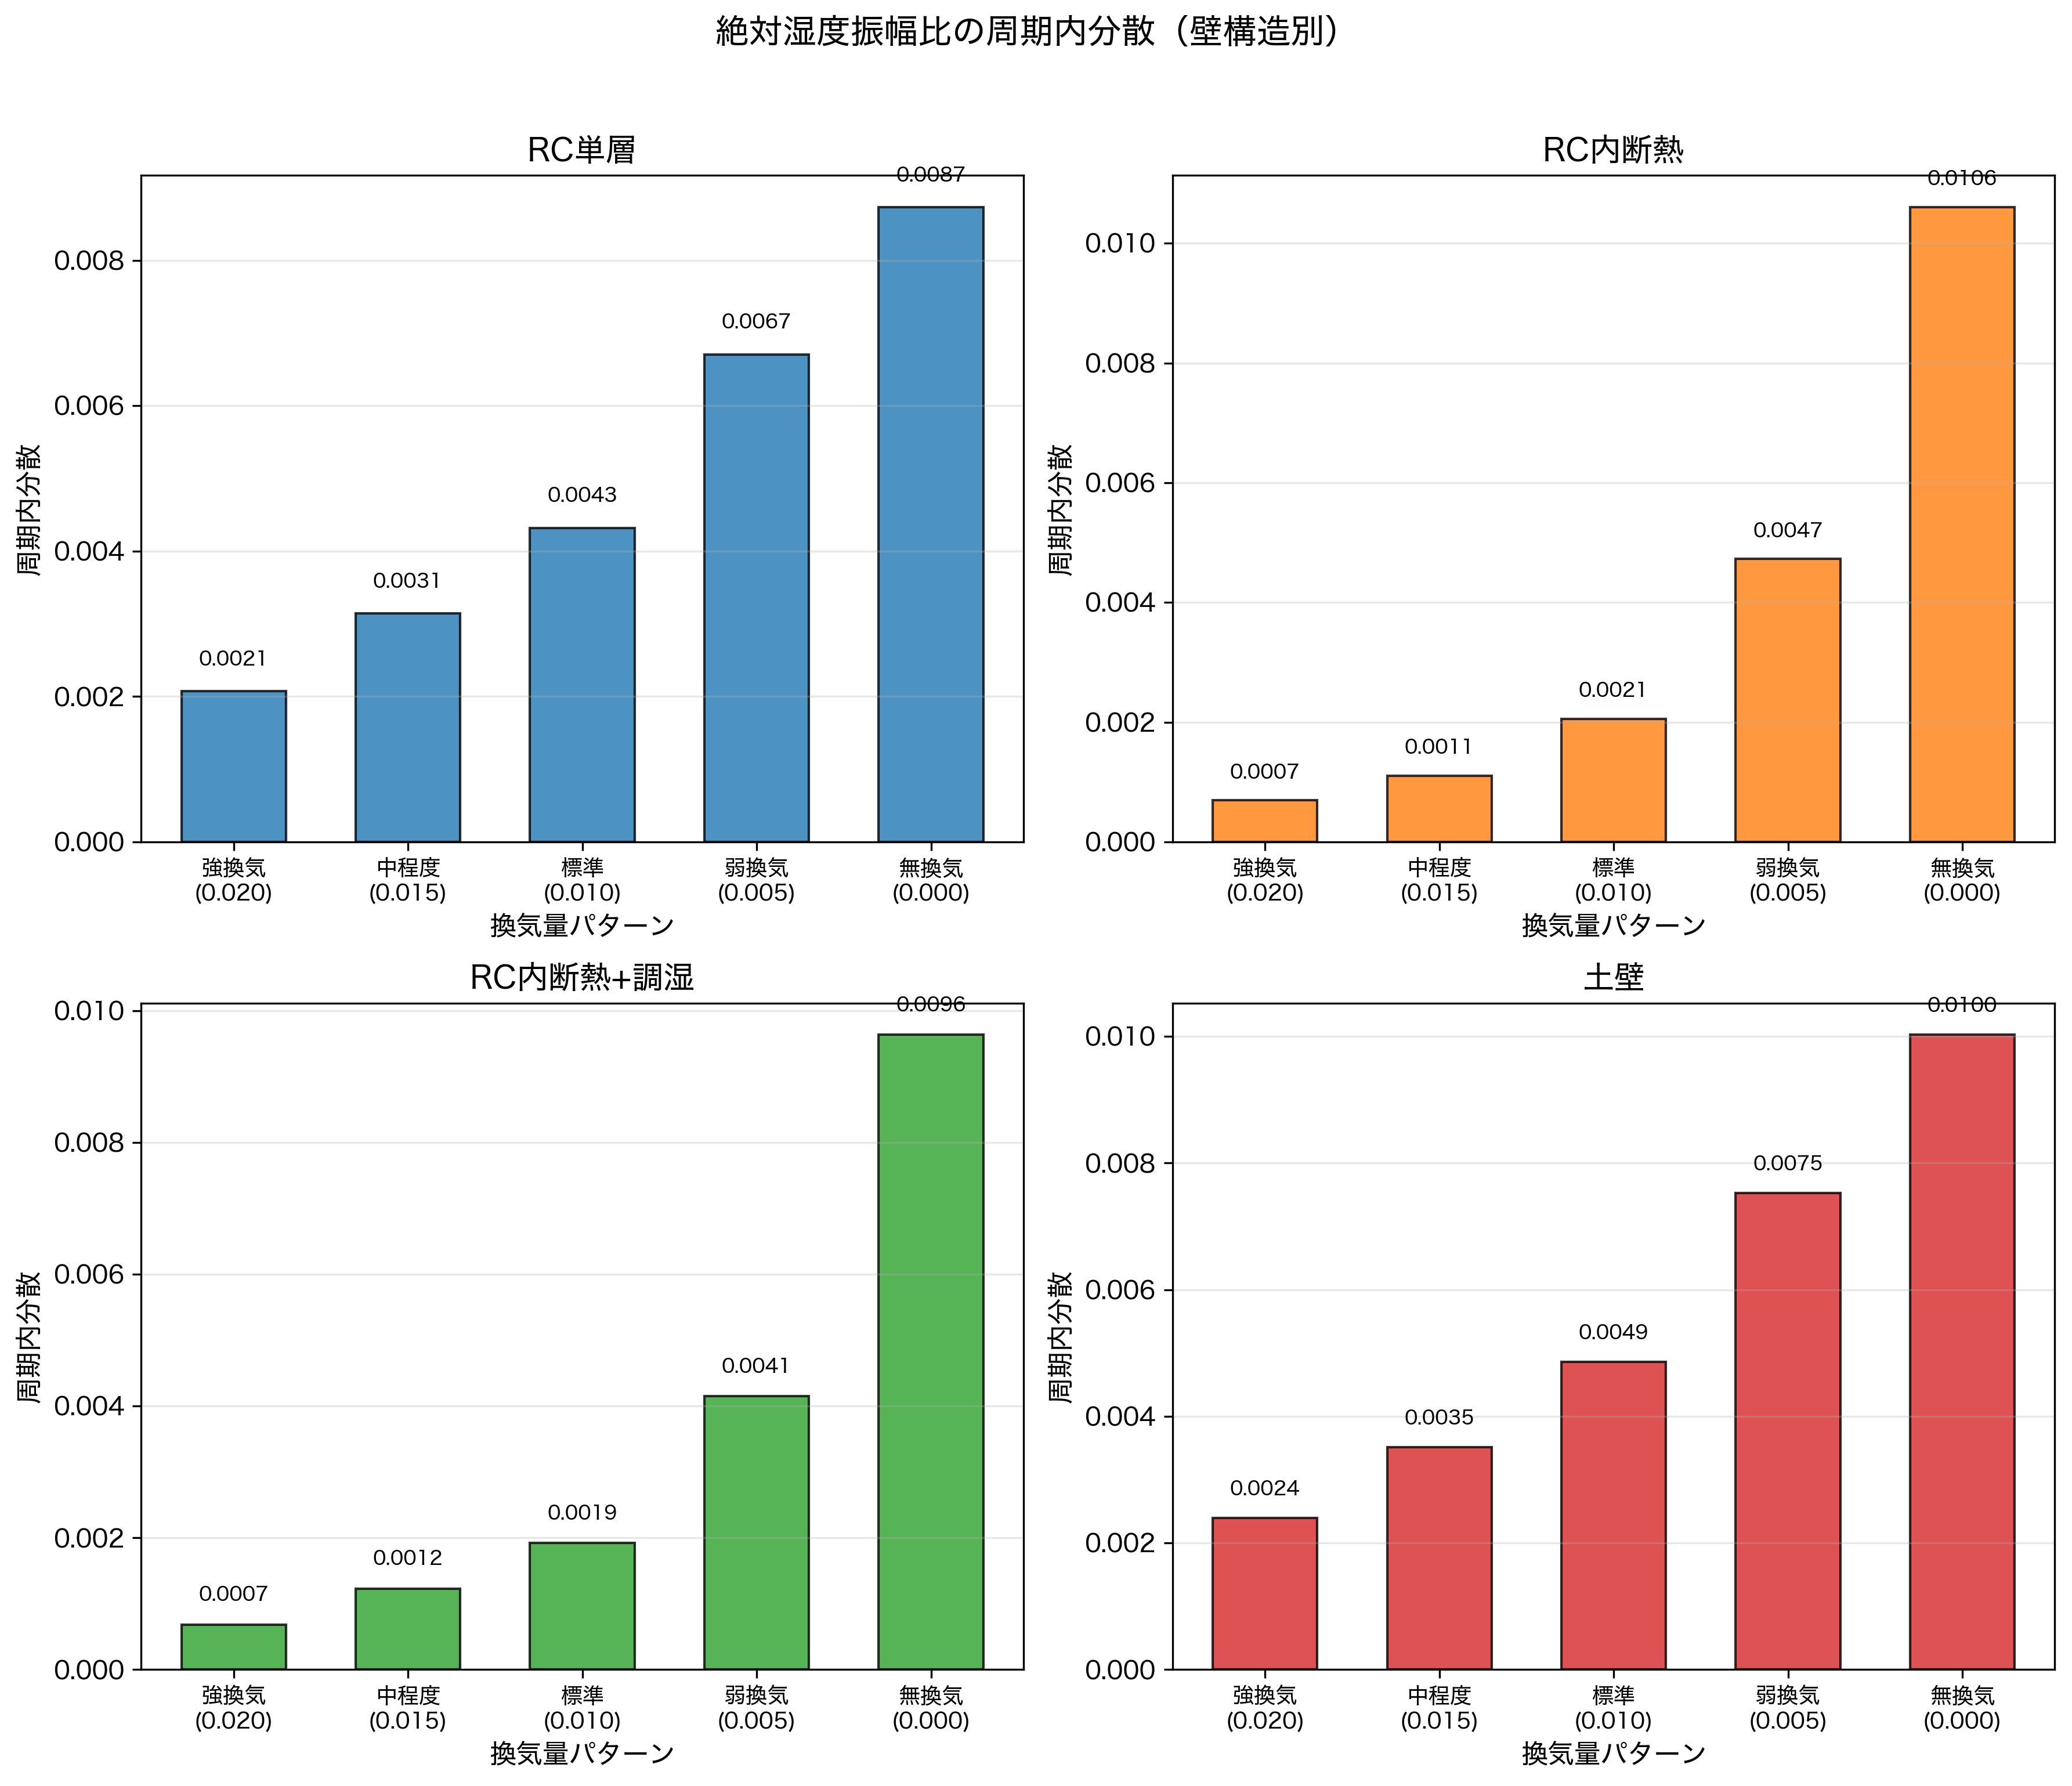 絶対湿度振幅比の周期内分散（壁構造別）
RC単層
周期内分散
0.008
0.006
0.004
0.002
0.000
0.0021
0.0031
0.0043
0.0067
0.0087
強換気
(0.020)
中程度
(0.015)
標準
(0.010)
弱換気
(0.005)
無換気
(0.000)
換気量パターン
RC内断熱
周期内分散
0.010
0.008
0.006
0.004
0.002
0.000
0.0007
0.0011
0.0021
0.0047
0.0106
強換気
(0.020)
中程度
(0.015)
標準
(0.010)
弱換気
(0.005)
無換気
(0.000)
換気量パターン
RC内断熱+調湿
周期内分散
0.010
0.008
0.006
0.004
0.002
0.000
0.0007
0.0012
0.0019
0.0041
0.0096
強換気
(0.020)
中程度
(0.015)
標準
(0.010)
弱換気
(0.005)
無換気
(0.000)
換気量パターン
土壁
周期内分散
0.010
0.008
0.006
0.004
0.002
0.000
0.0024
0.0035
0.0049
0.0075
0.0100
強換気
(0.020)
中程度
(0.015)
標準
(0.010)
弱換気
(0.005)
無換気
(0.000)
換気量パターン